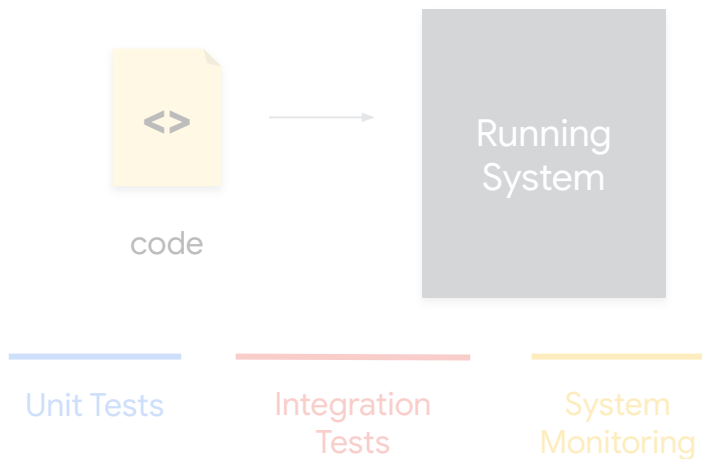 <>
code
Running
System
Unit Tests
Integration
Tests
System
Monitoring